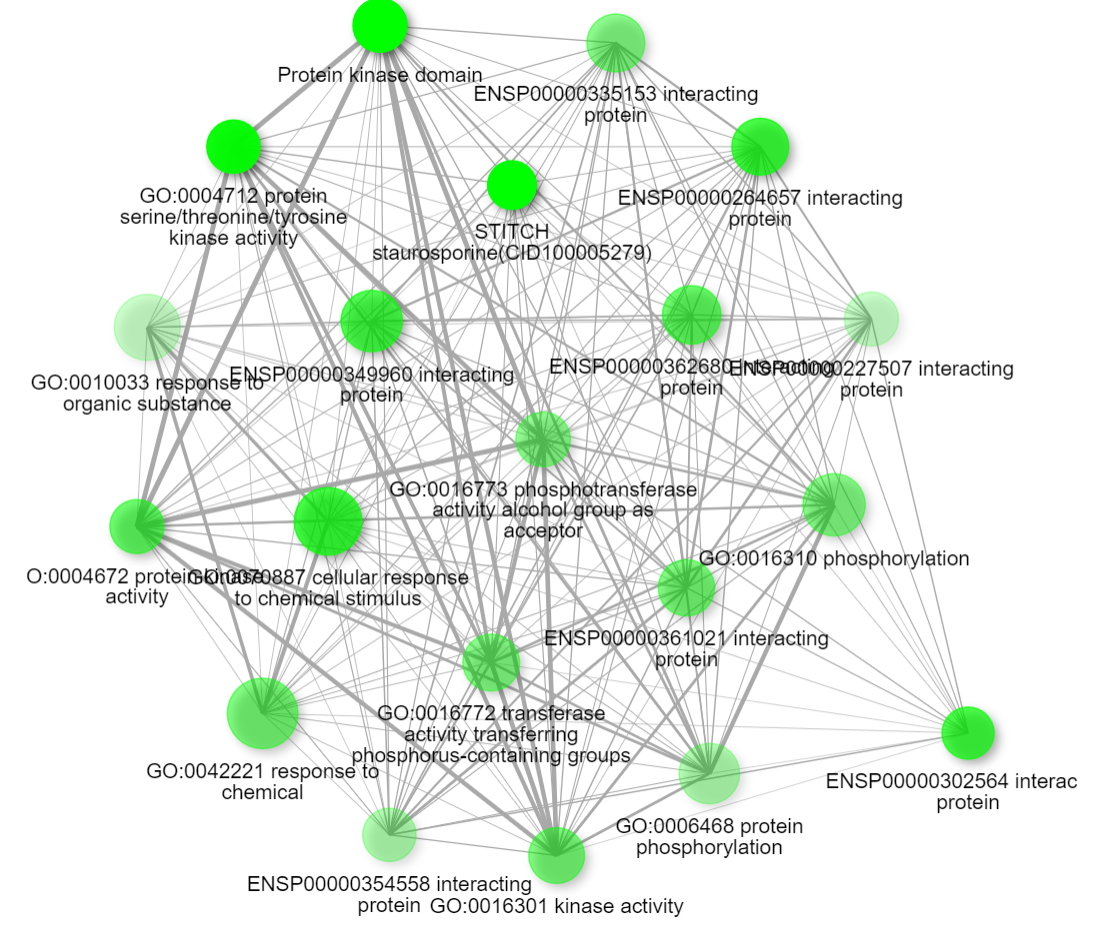 Protein kinase domain
ENSP00000335153 interacting
protein
GO:0004712 protein
serine/threonine/tyrosine
kinase activity
ENSP00000264657 interacting
protein
STITCH
staurosporine(CID100005279)
GO:0010033 response to
organic substance
ENSP00000349960 interacting
protein
ENSP00000362680 interacting
protein
ENSP00000227507 interacting
protein
GO:0016773 phosphotransferase
activity alcohol group as
acceptor
GO:0016310 phosphorylation
O:0004672 protein kinase
activity
GO:0070887 cellular response
to chemical stimulus
ENSP00000361021 interacting
protein
GO:0016772 transferase
activity transferring
phosphorus-containing groups
GO:0042221 response to
chemical
ENSP00000302564 interac
protein
GO:0006468 protein
phosphorylation
ENSP00000354558 interacting
protein
GO:0016301 kinase activity